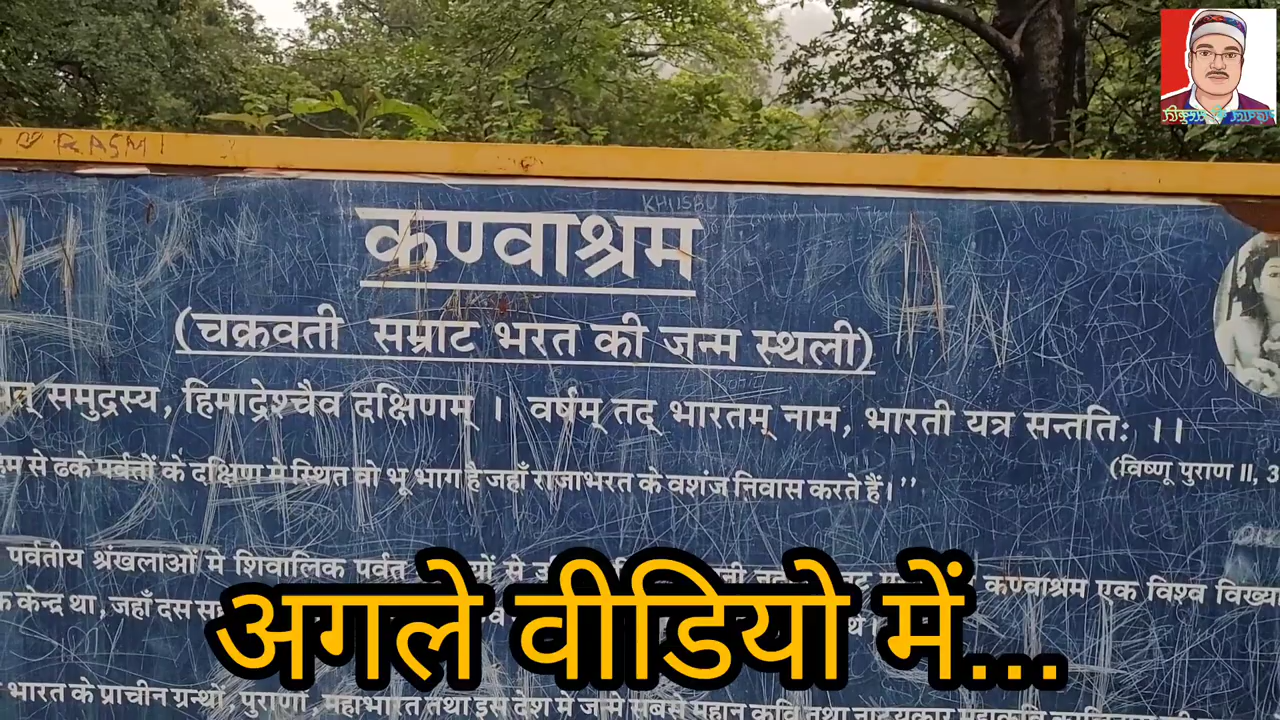 RASMI
KHUSBU
कण्वाश्रम
(चक्रवती सम्राट भरत की जन्म स्थली)
समुद्रस्य, हिमाद्रेश्चैव दक्षिणम् । वर्षम् तद् भारतम् नाम, भारती यत्र सन्ततिः ।।
(विष्णू पुराण II, 3
से ढके पर्वतों के दक्षिण मे स्थित वो भू भाग है जहाँ राजाभरत के वशंज निवास करते हैं।''
पर्वतीय श्रंखलाओं मे शिवालिक पर्वत मे कण्वाश्रम एक विश्व
केन्द्र था, जहाँ दस
अगले वीडियो में...
भारत के प्राचीन ग्रन्थों, पुराणों, महाभारत तथा इस देश मे जन्मे सबसे महान कवि तथा